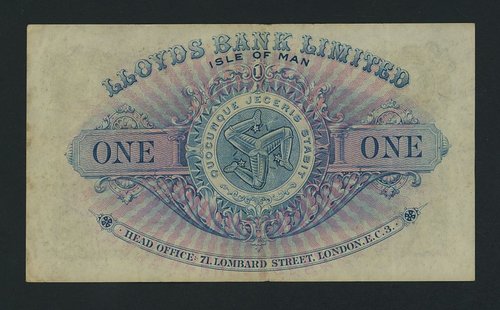 LLOYDS BANK LIMITED
ISLE OF MAN
1
QUOCUNQUE JECERIS STABIT
ONE
ONE
HEAD OFFICE: 71, LOMBARD STREET, LONDON. E.C.3.